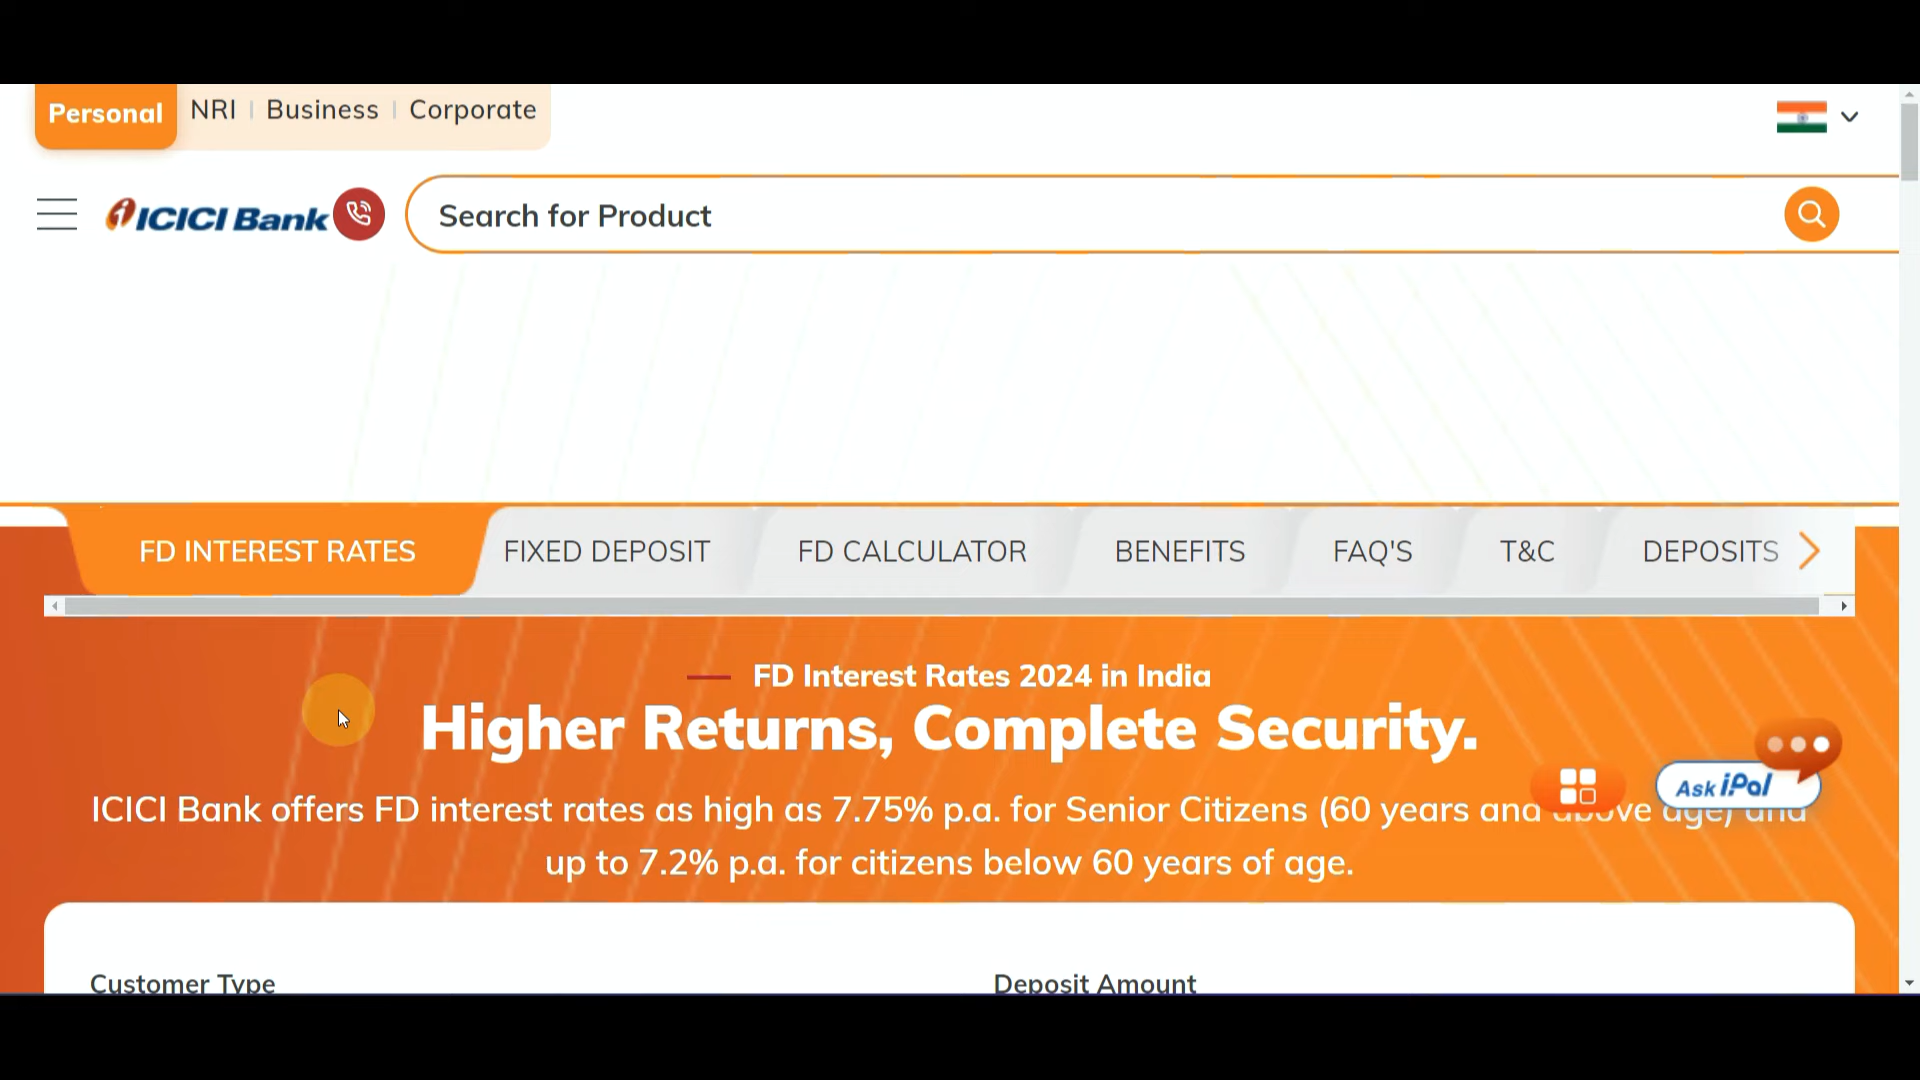 Personal NRI Business Corporate
ICICI Bank Search for Product
FD INTEREST RATES FIXED DEPOSIT FD CALCULATOR BENEFITS FAQ'S T&C DEPOSITS
FD Interest Rates 2024 in India
Higher Returns, Complete Security.
ICICI Bank offers FD interest rates as high as 7.75% p.a. for Senior Citizens (60 years and above age) and
Ask iPal
up to 7.2% p.a. for citizens below 60 years of age.
Customer Type Deposit Amount